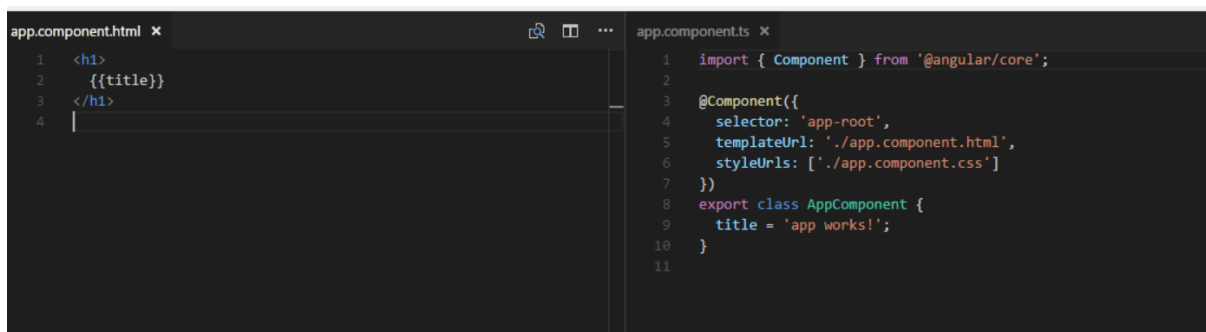 app.component.html ×
1 <h1>
2   {{title}}
3 </h1>
4
app.component.ts ×
1 import { Component } from '@angular/core';
2
3 @Component({
4   selector: 'app-root',
5   templateUrl: './app.component.html',
6   styleUrls: ['./app.component.css']
7 })
8 export class AppComponent {
9   title = 'app works!';
10 }
11